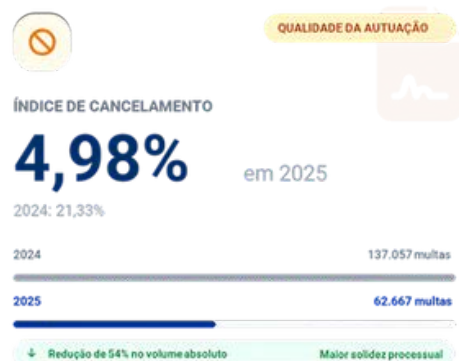 QUALIDADE DA AUTUAÇÃO
ÍNDICE DE CANCELAMENTO
4,98% em 2025
2024: 21,33%
2024 137.057 multas
2025 62.667 multas
↓ Redução de 54% no volume absoluto Maior solidez processual